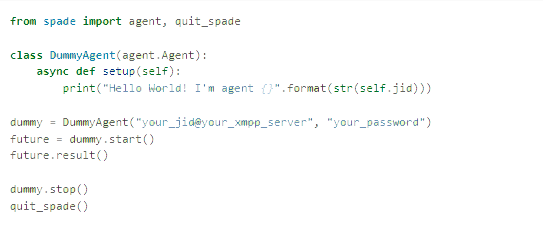 from spade import agent, quit_spade
class DummyAgent(agent.Agent):
    async def setup(self):
        print("Hello World! I'm agent {}".format(str(self.jid)))
dummy = DummyAgent("your_jid@your_xmpp_server", "your_password")
future = dummy.start()
future.result()
dummy.stop()
quit_spade()